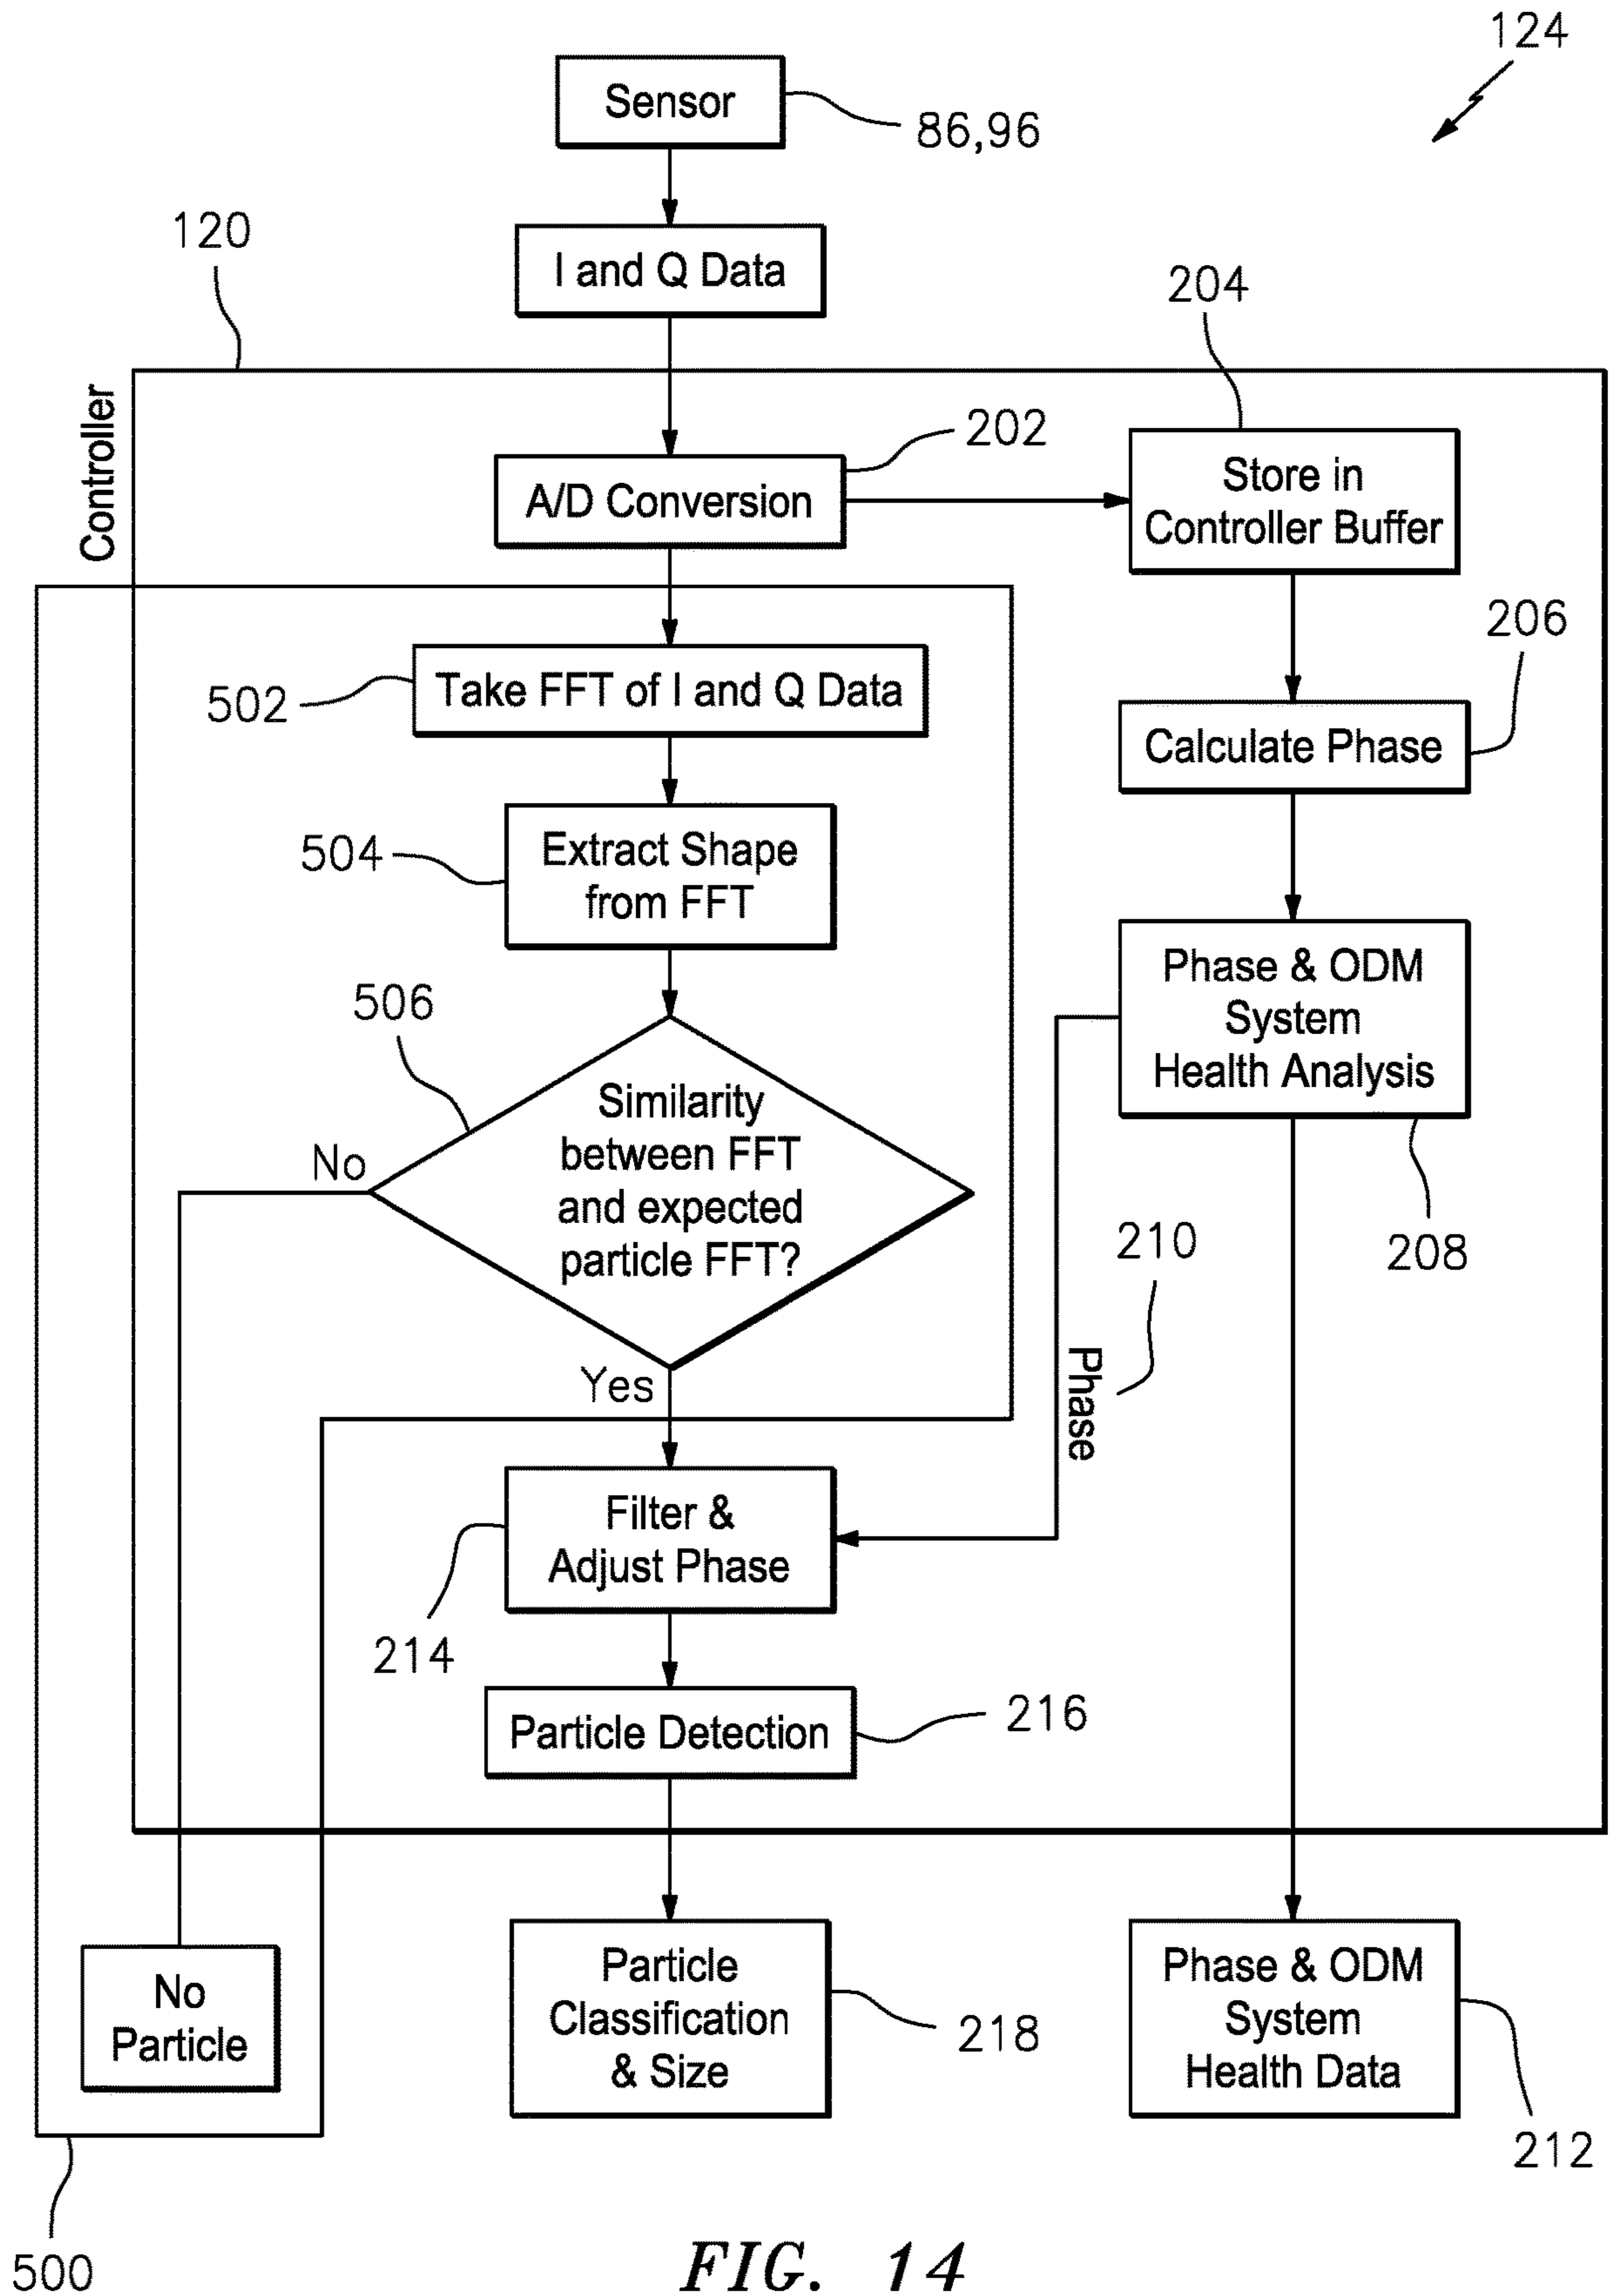 124
Sensor
86,96
120
I and Q Data
204
Controller
202
A/D Conversion
Store in
Controller Buffer
206
502
Take FFT of I and Q Data
Calculate Phase
504
Extract Shape
from FFT
506
Phase & ODM
System
Health Analysis
No
Similarity
between FFT
and expected
particle FFT?
210
208
Yes
Phase
Filter &
Adjust Phase
214
Particle Detection
216
No
Particle
Particle
Classification
& Size
218
Phase & ODM
System
Health Data
212
500
FIG. 14